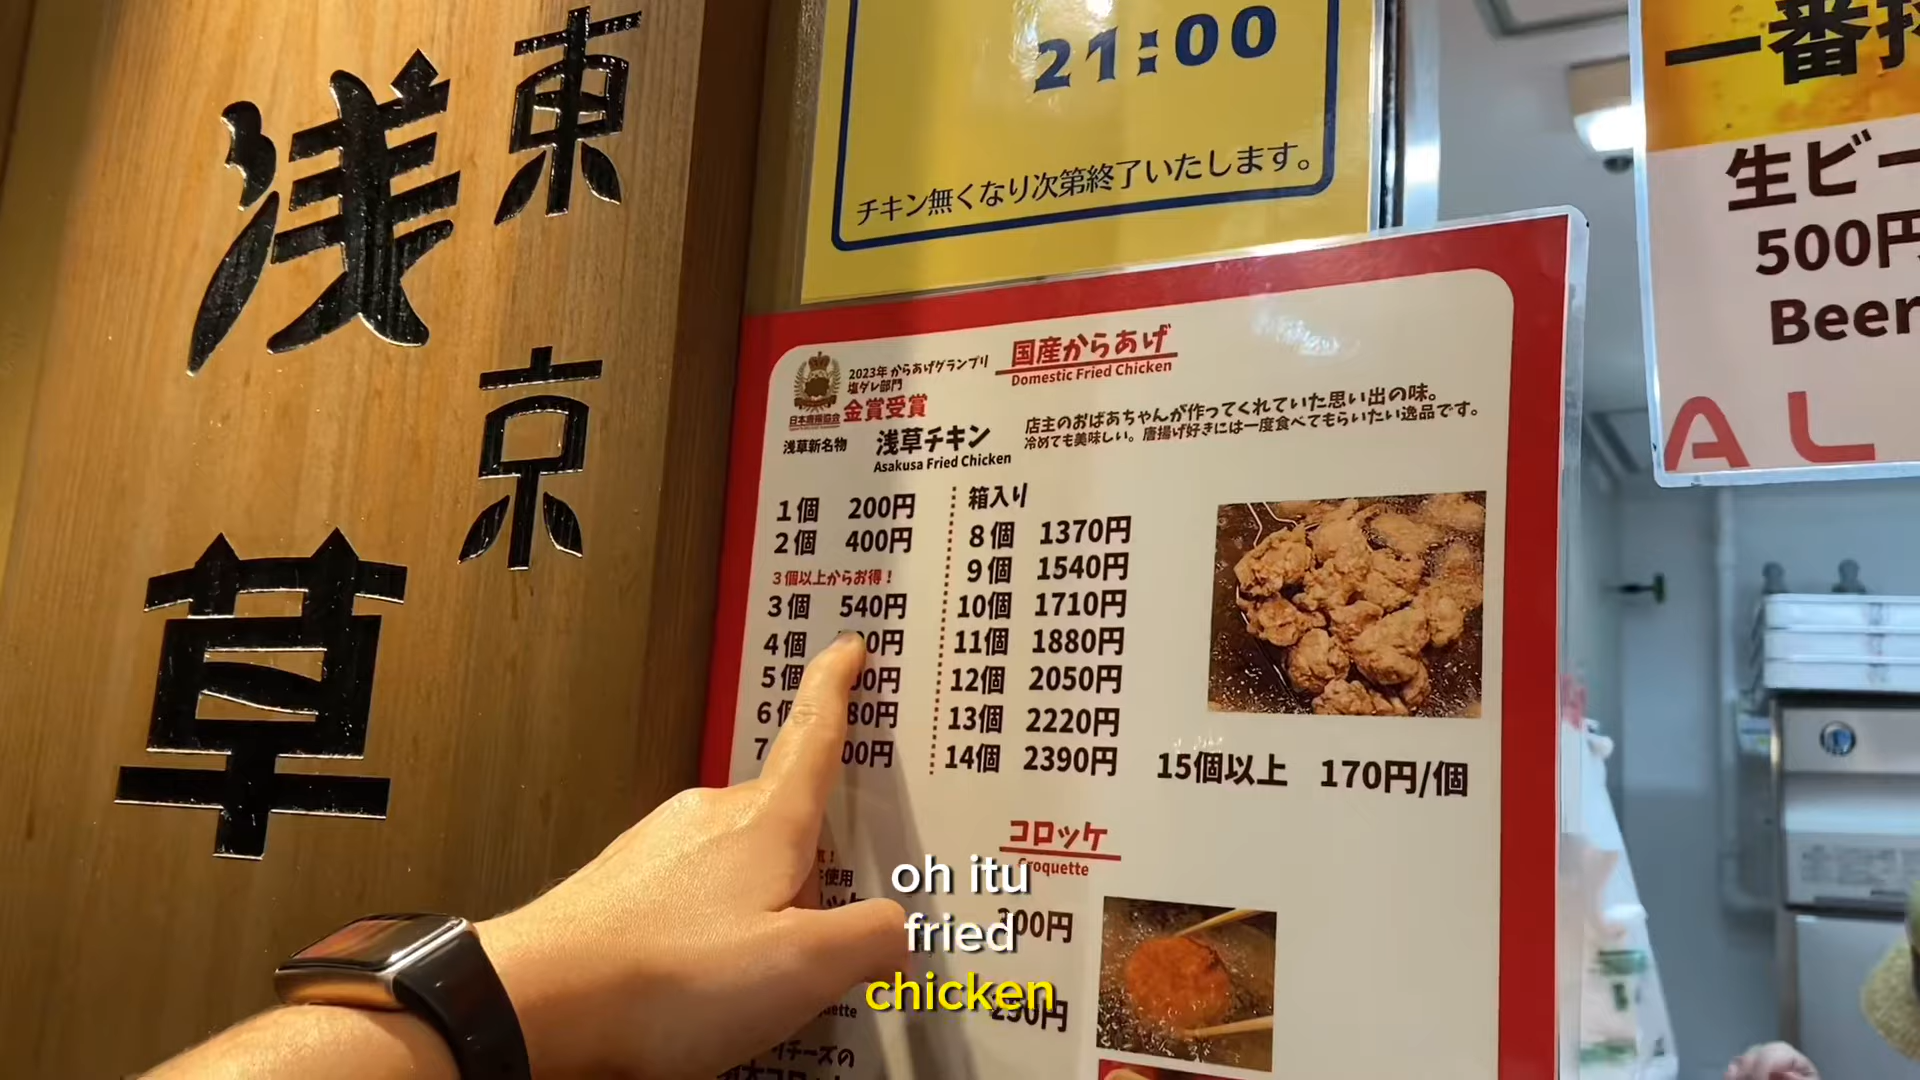 東京
浅草
21:00
チキン無くなり次第終了いたします。
生ビー
500円
Beer
AL
2023年 からあげグランプリ
塩ダレ部門
金賞受賞
日本唐揚協会
国産からあげ
Domestic Fried Chicken
浅草新名物
浅草チキン
Asakusa Fried Chicken
店主のおばあちゃんが作ってくれていた思い出の味。
冷めても美味しい。唐揚げ好きには一度食べてもらいたい逸品です。
1個 200円
2個 400円
3個以上からお得！
3個 540円
4個 0円
5個 00円
6個 80円
7 00円
箱入り
8個 1370円
9個 1540円
10個 1710円
11個 1880円
12個 2050円
13個 2220円
14個 2390円
15個以上 170円/個
コロッケ
Croquette
使用
00円
oh itu
fried
chicken
250円
チーズの